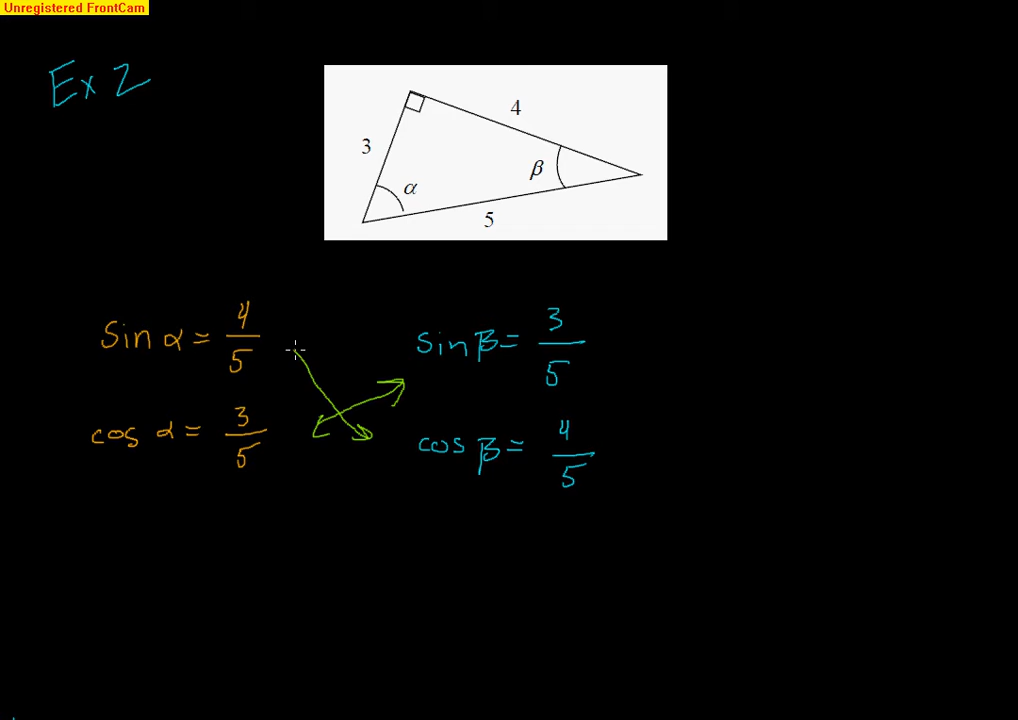 Unregistered FrontCam
Ex 2
4
3
α
β
5
Sin α = 4/5
sin β = 3/5
cos α = 3/5
cos β = 4/5